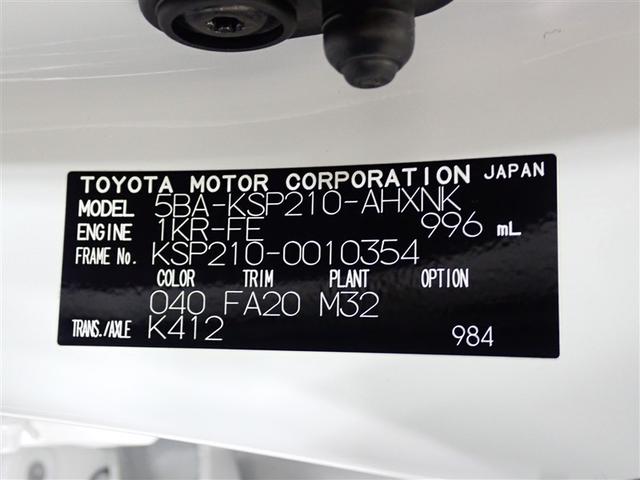 TOYOTA MOTOR CORPORATION JAPAN
MODEL 5BA-KSP210-AHXNK
ENGINE 1KR-FE 996 mL
FRAME No. KSP210-0010354
COLOR TRIM PLANT OPTION
040 FA20 M32
TRANS./AXLE K412 984